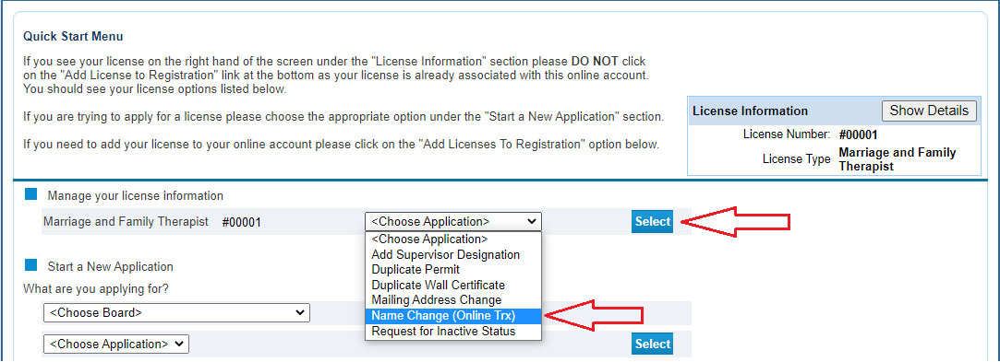 Quick Start Menu
If you see your license on the right hand of the screen under the "License Information" section please DO NOT click
on the "Add License to Registration" link at the bottom as your license is already associated with this online account.
You should see your license options listed below.
If you are trying to apply for a license please choose the appropriate option under the "Start a New Application" section.
If you need to add your license to your online account please click on the "Add Licenses To Registration" option below.
License Information Show Details
License Number: #00001
License Type Marriage and Family
Therapist
Manage your license information
Marriage and Family Therapist #00001 <Choose Application> Select
<Choose Application>
Add Supervisor Designation
Duplicate Permit
Duplicate Wall Certificate
Mailing Address Change
Name Change (Online Trx)
Request for Inactive Status
Start a New Application
What are you applying for?
<Choose Board>
<Choose Application> Select